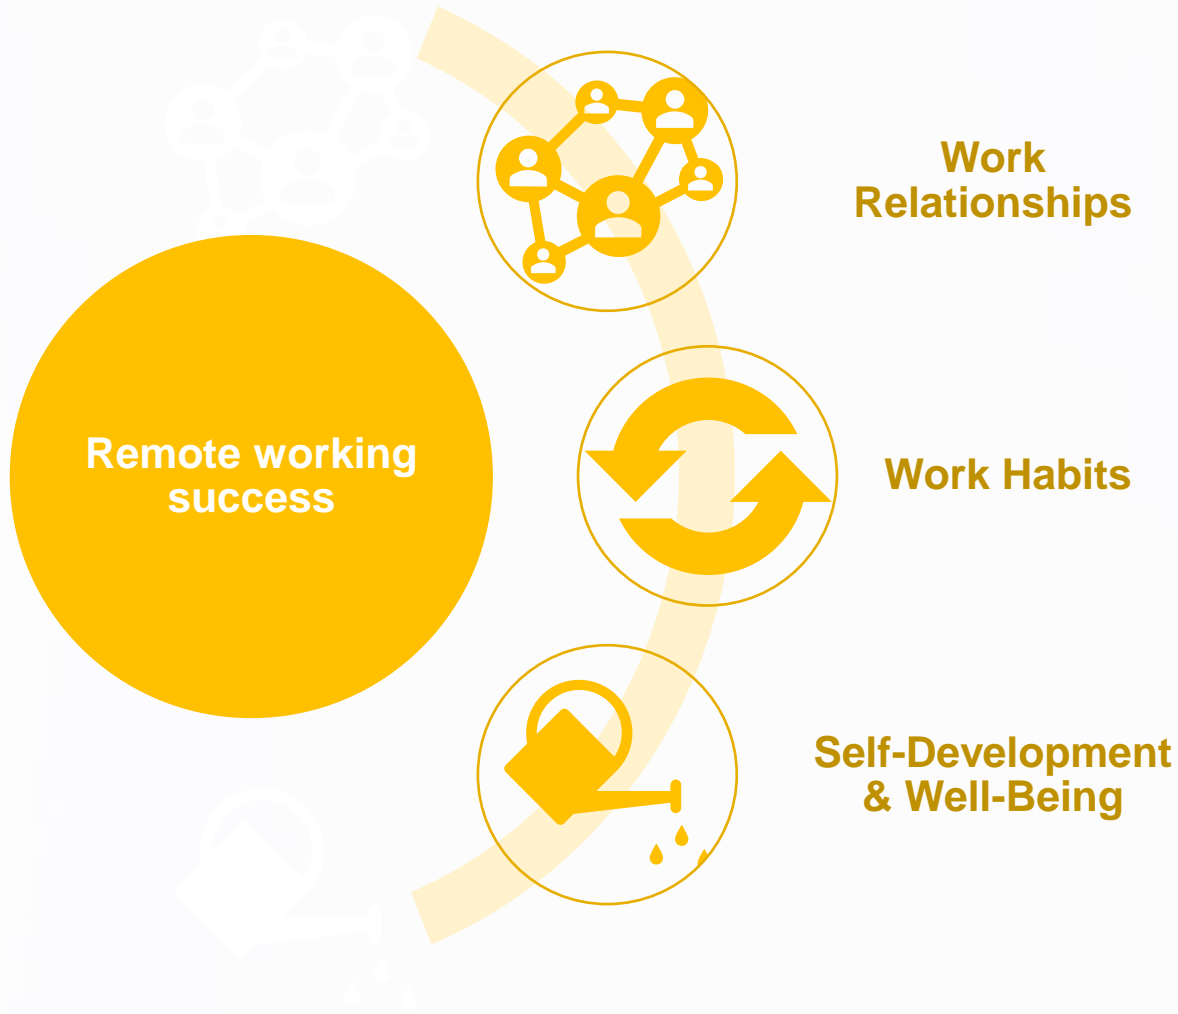 Work
Relationships
Remote working
success
Work Habits
Self-Development
& Well-Being